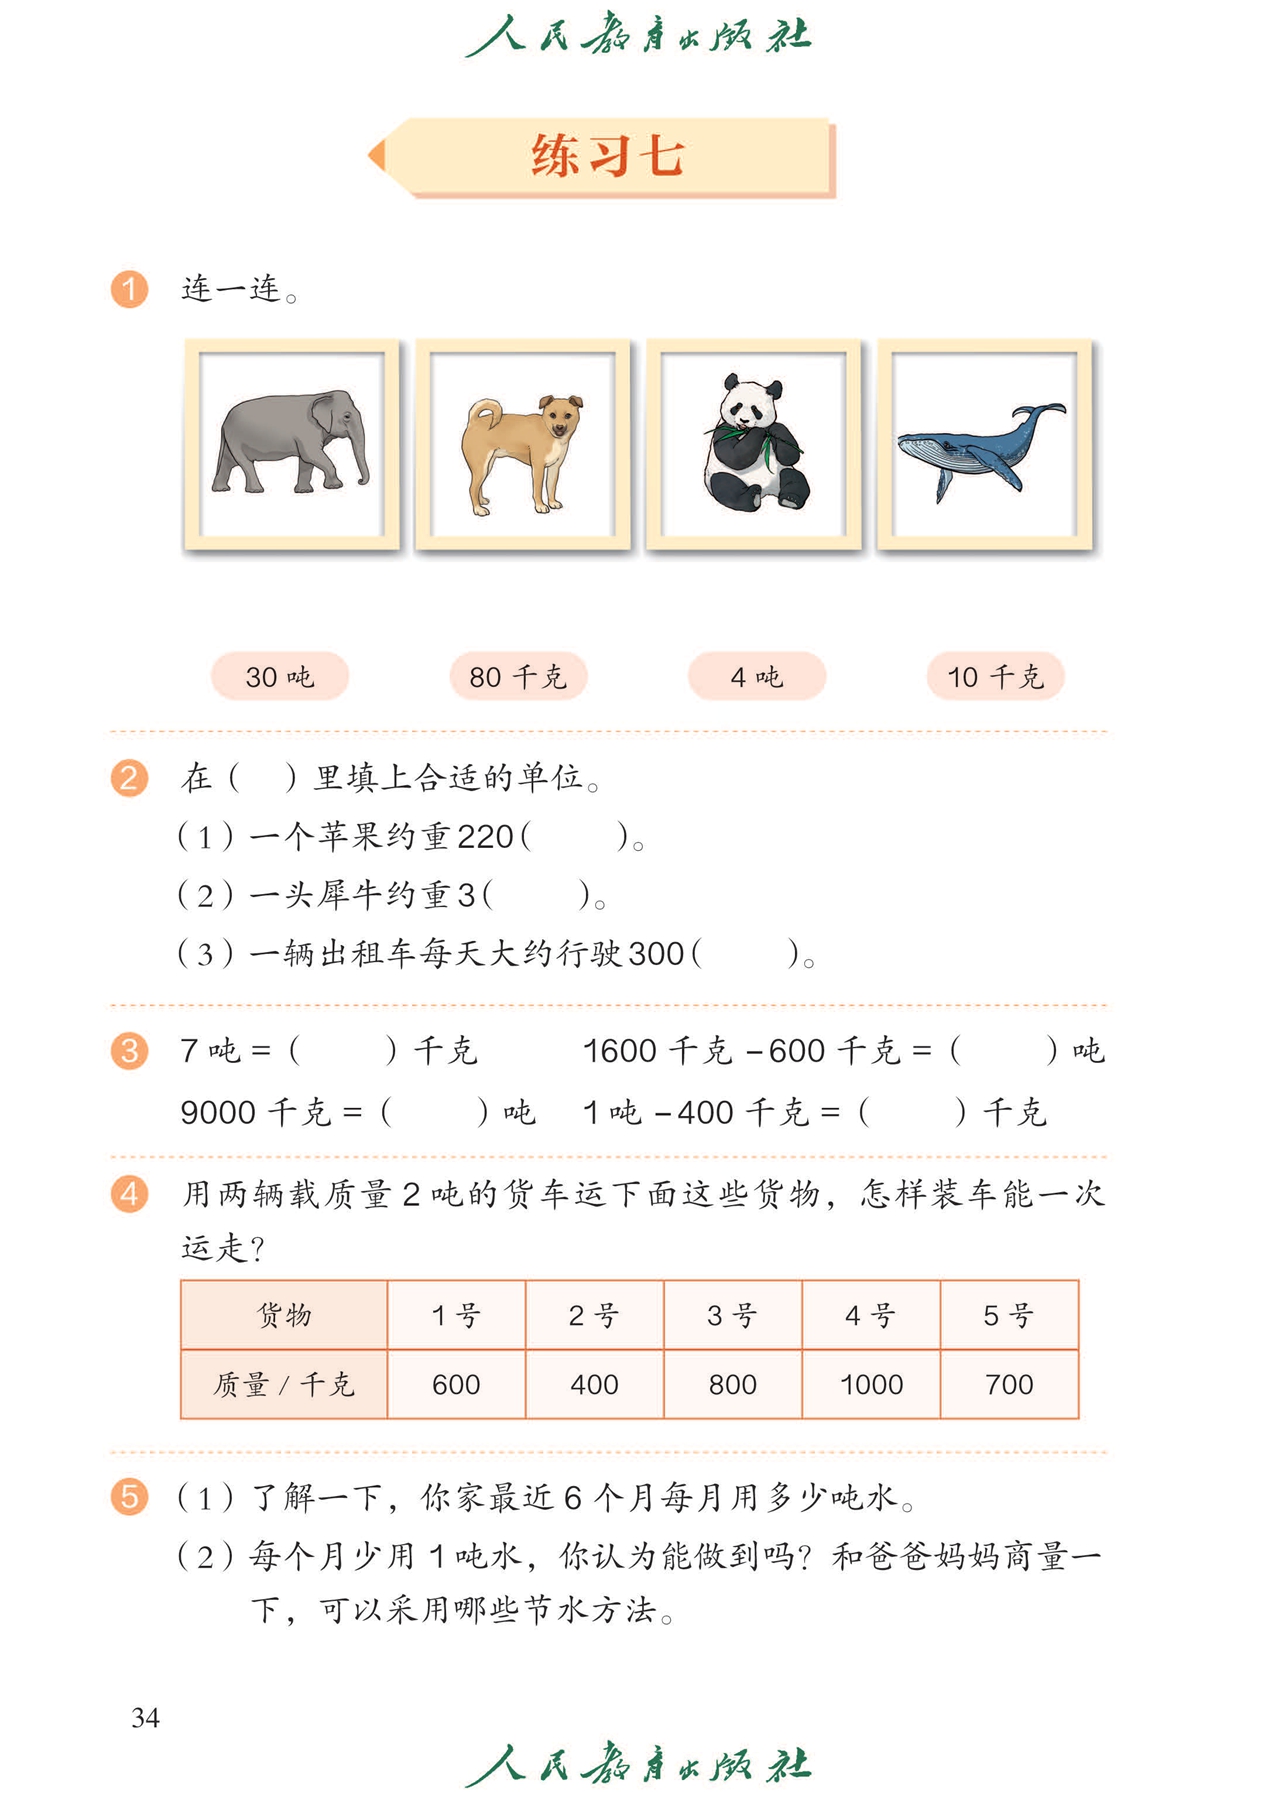 人民教育出版社
练习七
1 连一连。
30 吨 80 千克 4 吨 10 千克
2 在（ ）里填上合适的单位。
（1）一个苹果约重220（ ）。
（2）一头犀牛约重3（ ）。
（3）一辆出租车每天大约行驶300（ ）。
3 7 吨 =（ ）千克 1600 千克 －600 千克 =（ ）吨
9000 千克 =（ ）吨 1 吨 －400 千克 =（ ）千克
4 用两辆载质量 2 吨的货车运下面这些货物，怎样装车能一次
运走？
货物 1 号 2 号 3 号 4 号 5 号
质量 / 千克 600 400 800 1000 700
5 （1）了解一下，你家最近 6 个月每月用多少吨水。
（2）每个月少用 1 吨水，你认为能做到吗？和爸爸妈妈商量一
下，可以采用哪些节水方法。
34
人民教育出版社